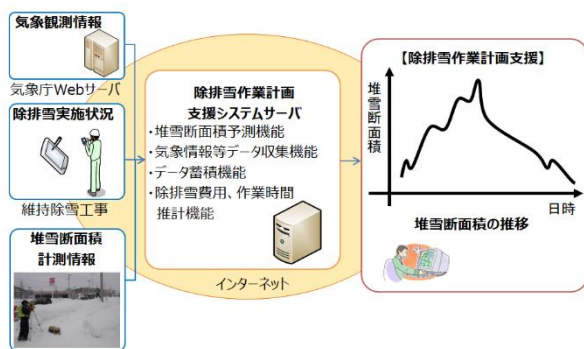 気象観測情報
気象庁Webサーバ
除排雪実施状況
維持除雪工事
堆雪断面積
計測情報
除排雪作業計画
支援システムサーバ
・堆雪断面積予測機能
・気象情報等データ収集機能
・データ蓄積機能
・除排雪費用、作業時間
推計機能
インターネット
【除排雪作業計画支援】
堆雪断面積
日時
堆雪断面積の推移